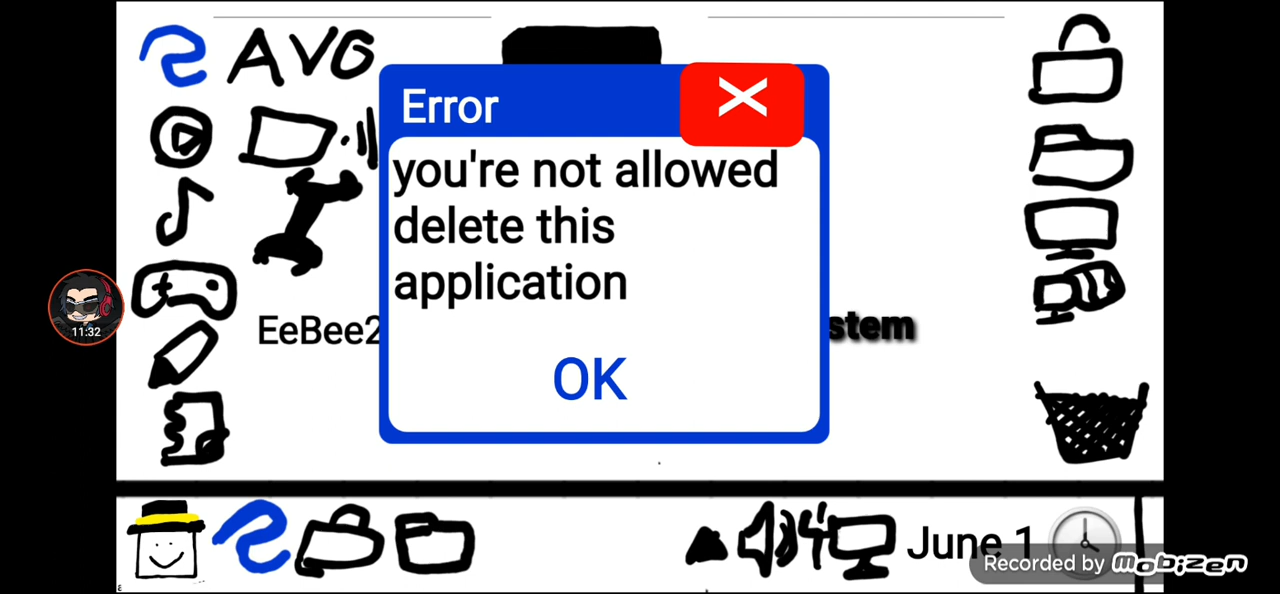 AVG
Error
you're not allowed
delete this
application
OK
11:32
EeBee2
stem
June 1
Recorded by mobizen